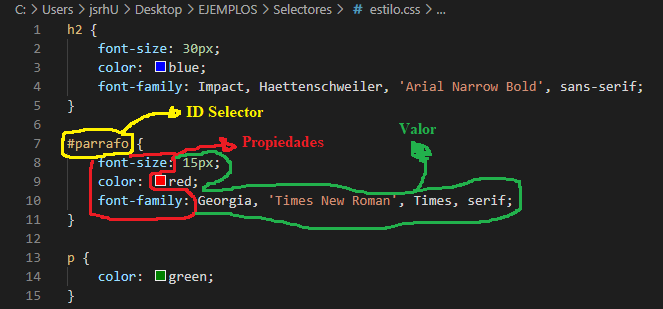 C: > Users > jsrhU > Desktop > EJEMPLOS > Selectores > # estilo.css > ...
1 h2 {
2 font-size: 30px;
3 color: blue;
4 font-family: Impact, Haettenschweiler, 'Arial Narrow Bold', sans-serif;
5 }
ID Selector
6
Valor
7 #parrafo {
Propiedades
8 font-size: 15px;
9 color: red;
10 font-family: Georgia, 'Times New Roman', Times, serif;
11 }
12
13 p {
14 color: green;
15 }